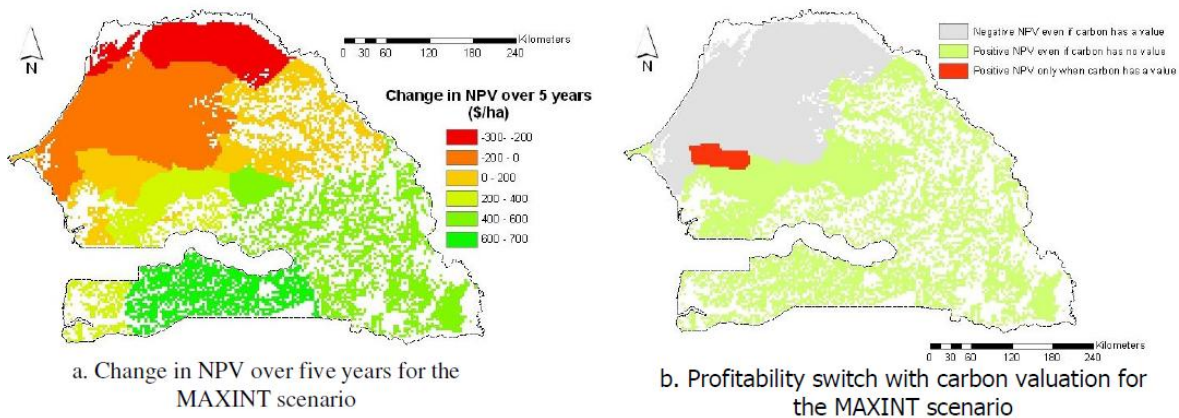 N
Kilometers
0 15 30 60 120 180 240
Change in NPV over 5 years
($/ha)
-300- -200
-200 - 0
0 - 200
200 - 400
400 - 600
600 - 700
a. Change in NPV over five years for the
MAXINT scenario
N
Negative NPV even if carbon has a value
Positive NPV even if carbon has no value
Positive NPV only when carbon has a value
Kilometers
0 15 30 60 120 180 240
b. Profitability switch with carbon valuation for
the MAXINT scenario